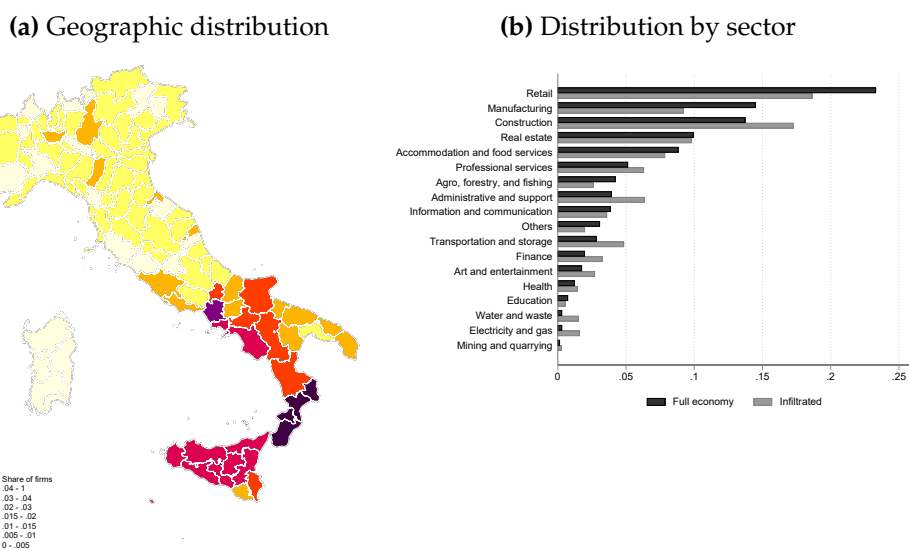 (a) Geographic distribution
(b) Distribution by sector
Share of firms
.04 - 1
.03 - .04
.02 - .03
.015 - .02
.01 - .015
.005 - .01
0 - .005
Retail
Manufacturing
Construction
Real estate
Accommodation and food services
Professional services
Agro, forestry, and fishing
Administrative and support
Information and communication
Others
Transportation and storage
Finance
Art and entertainment
Health
Education
Water and waste
Electricity and gas
Mining and quarrying
0 .05 .1 .15 .2 .25
Full economy Infiltrated